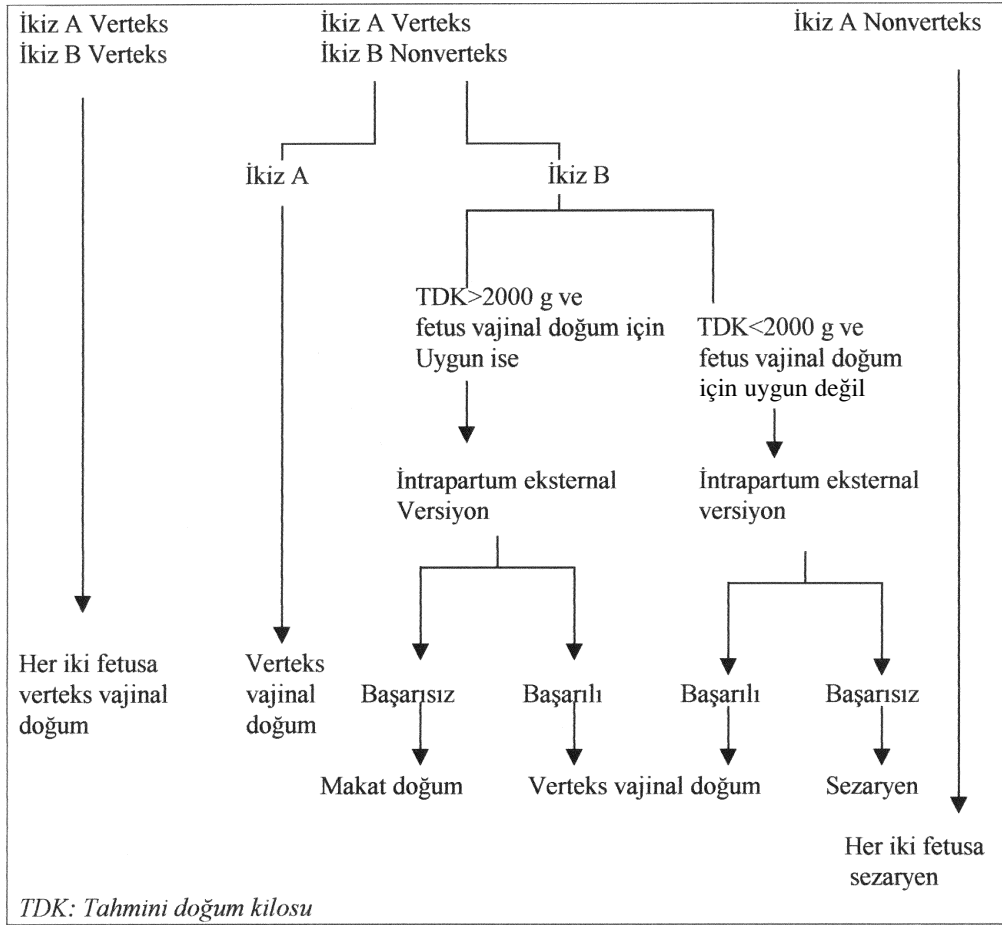 İkiz A Verteks
İkiz B Verteks
İkiz A Verteks
İkiz B Nonverteks
İkiz A Nonverteks
İkiz A
İkiz B
TDK>2000 g ve
fetus vajinal doğum için
Uygun ise
TDK<2000 g ve
fetus vajinal doğum
için uygun değil
İntrapartum eksternal
Versiyon
İntrapartum eksternal
versiyon
Her iki fetusa
verteks vajinal
doğum
Verteks
vajinal
doğum
Başarısız
Başarılı
Başarılı
Başarısız
Makat doğum
Verteks vajinal doğum
Sezaryen
Her iki fetusa
sezaryen
TDK: Tahmini doğum kilosu